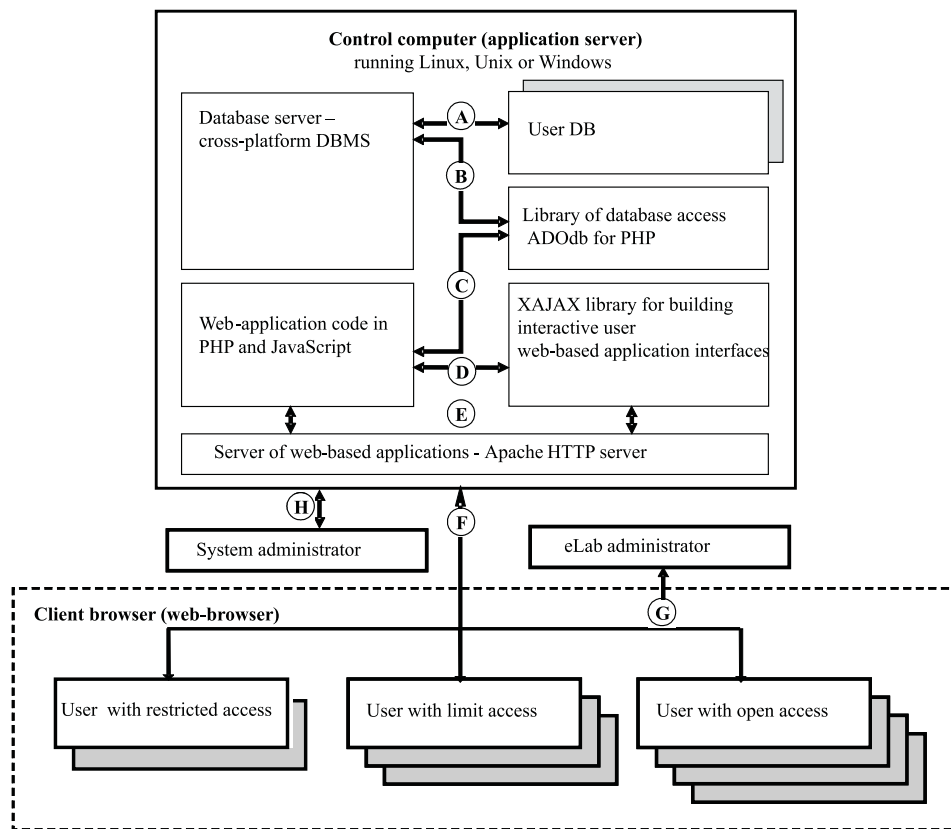 Control computer (application server)
running Linux, Unix or Windows
Database server –
cross-platform DBMS
A
User DB
B
Library of database access
ADOdb for PHP
C
Web-application code in
PHP and JavaScript
XAJAX library for building
interactive user
web-based application interfaces
D
E
Server of web-based applications - Apache HTTP server
H
F
System administrator
eLab administrator
G
Client browser (web-browser)
User with restricted access
User with limit access
User with open access